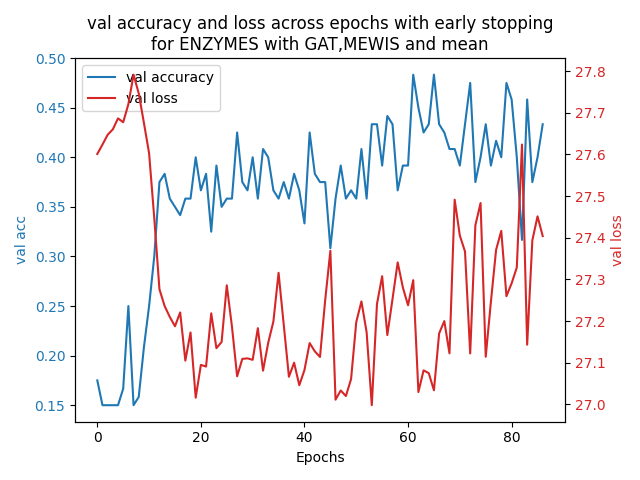 val accuracy and loss across epochs with early stopping
for ENZYMES with GAT,MEWIS and mean
val accuracy
val loss
0.50
0.45
0.40
0.35
0.30
0.25
0.20
0.15
val acc
27.8
27.7
27.6
27.5
27.4
27.3
27.2
27.1
27.0
val loss
0 20 40 60 80
Epochs